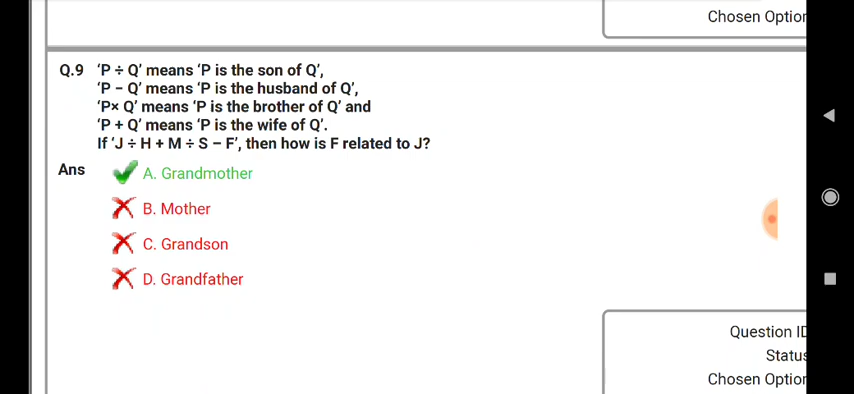 Chosen Option
Q.9 ‘P ÷ Q’ means ‘P is the son of Q’,
‘P − Q’ means ‘P is the husband of Q’,
‘P× Q’ means ‘P is the brother of Q’ and
‘P + Q’ means ‘P is the wife of Q’.
If ‘J ÷ H + M ÷ S − F’, then how is F related to J?
Ans A. Grandmother
B. Mother
C. Grandson
D. Grandfather
Question ID
Status
Chosen Option